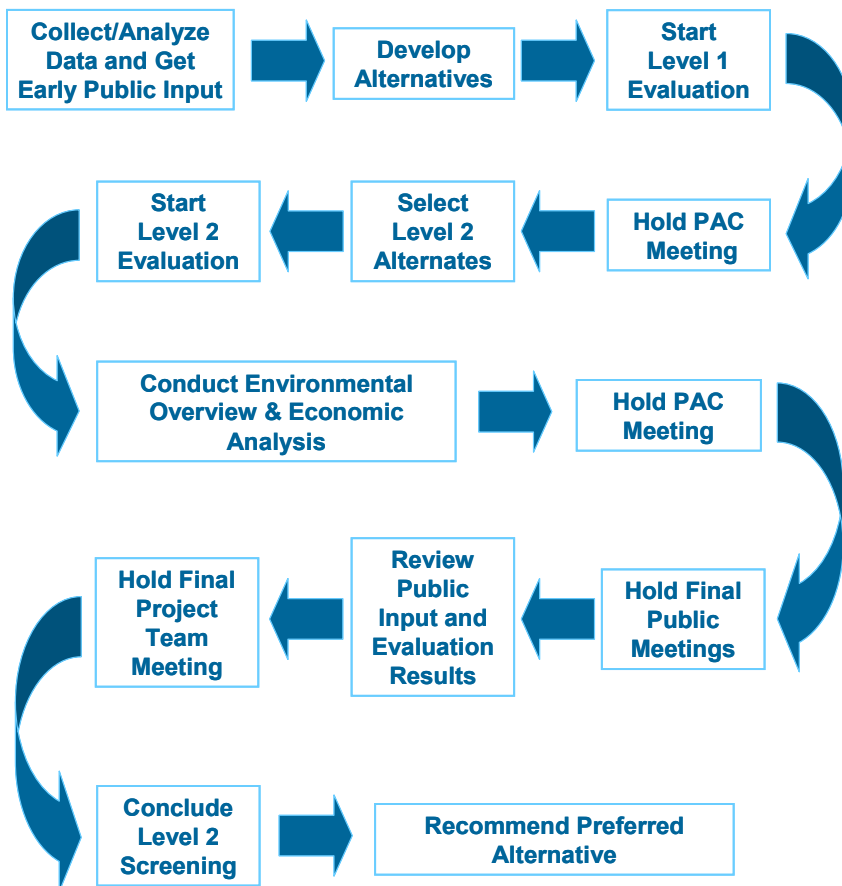 Collect/Analyze
Data and Get
Early Public Input
Develop
Alternatives
Start
Level 1
Evaluation
Hold PAC
Meeting
Select
Level 2
Alternates
Start
Level 2
Evaluation
Conduct Environmental
Overview & Economic
Analysis
Hold PAC
Meeting
Hold Final
Public
Meetings
Review
Public
Input and
Evaluation
Results
Hold Final
Project
Team
Meeting
Conclude
Level 2
Screening
Recommend Preferred
Alternative